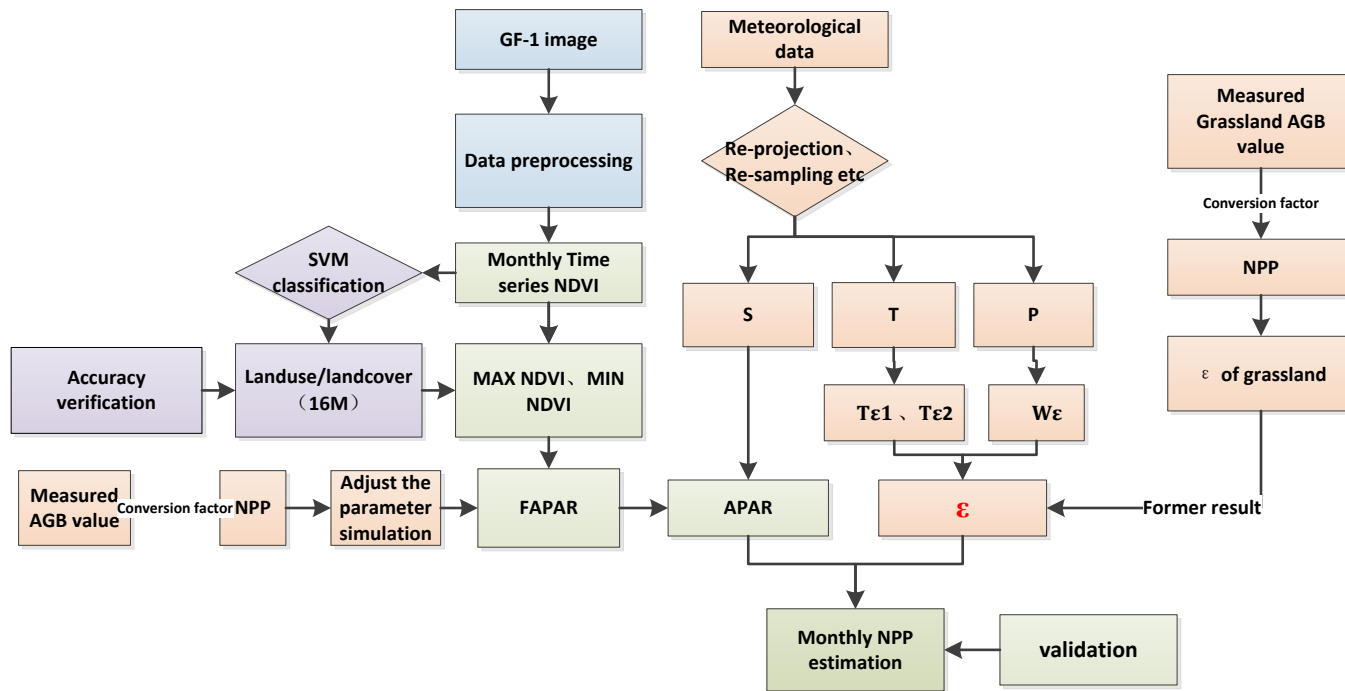 GF-1 image
Meteorological
data
Data preprocessing
Re-projection、
Re-sampling etc
Measured
Grassland AGB
value
Conversion factor
SVM
classification
Monthly Time
series NDVI
NPP
S
T
P
Accuracy
verification
Landuse/landcover
（16M）
MAX NDVI、MIN
NDVI
Tε1 、Tε2
Wε
ε of grassland
Measured
AGB value
Conversion factor
NPP
Adjust the
parameter
simulation
FAPAR
APAR
ε
Former result
Monthly NPP
estimation
validation